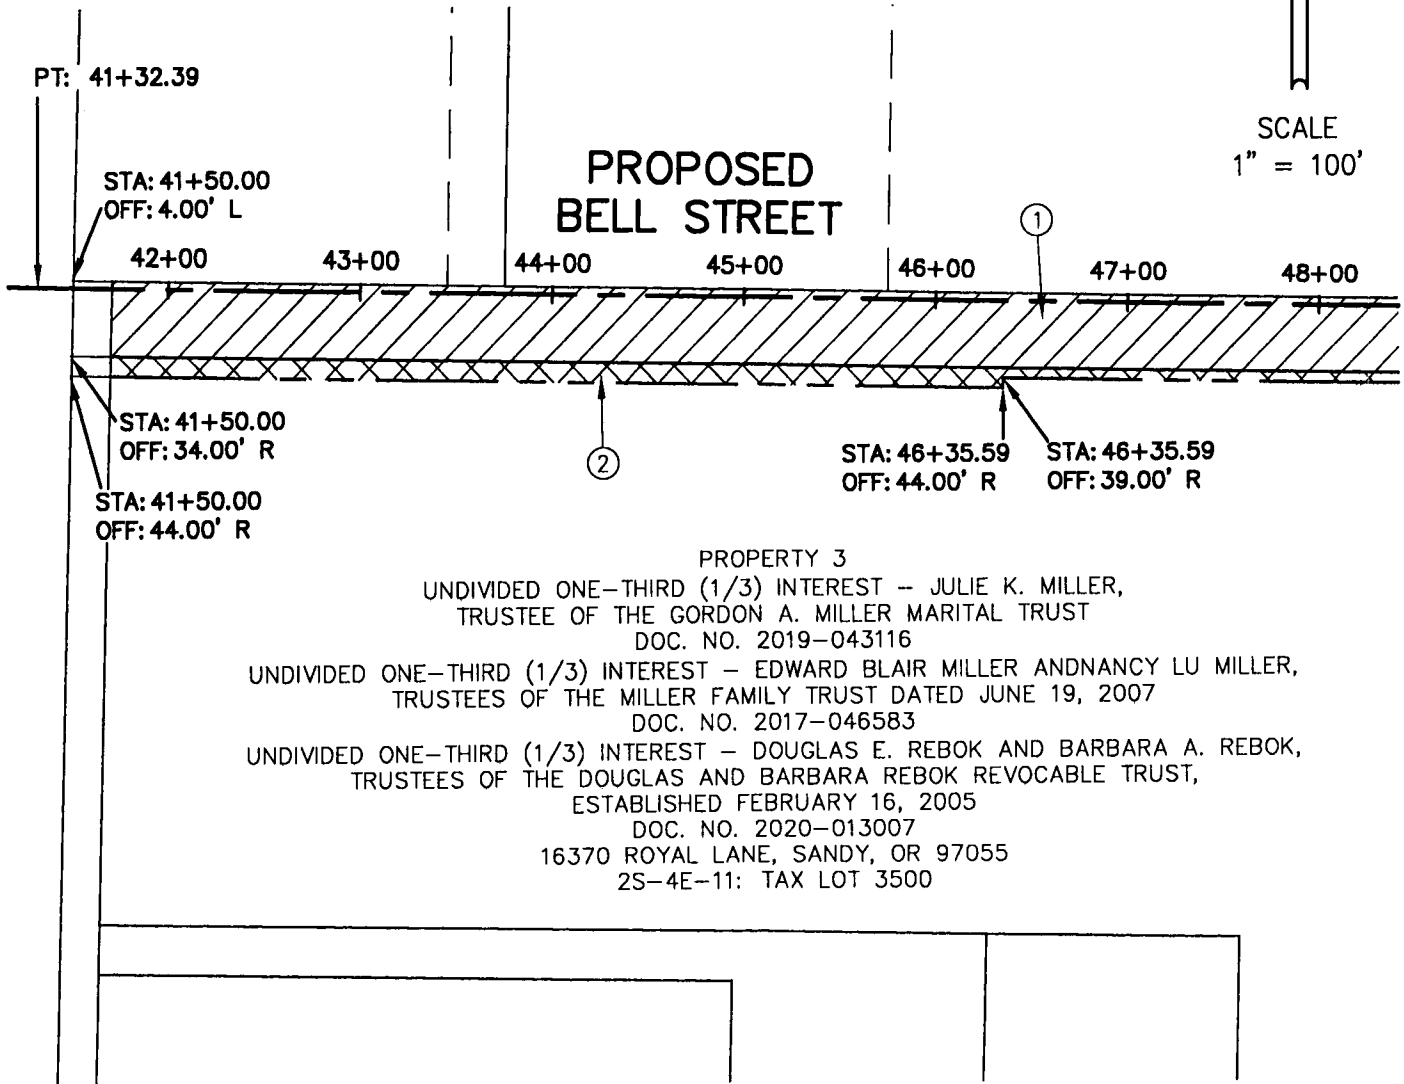 PT: 41+32.39
SCALE
1" = 100'
STA: 41+50.00
OFF: 4.00' L
PROPOSED
BELL STREET
1
42+00 43+00 44+00 45+00 46+00 47+00 48+00
STA: 41+50.00
OFF: 34.00' R
2
STA: 46+35.59
OFF: 44.00' R
STA: 46+35.59
OFF: 39.00' R
STA: 41+50.00
OFF: 44.00' R
PROPERTY 3
UNDIVIDED ONE-THIRD (1/3) INTEREST - JULIE K. MILLER,
TRUSTEE OF THE GORDON A. MILLER MARITAL TRUST
DOC. NO. 2019-043116
UNDIVIDED ONE-THIRD (1/3) INTEREST - EDWARD BLAIR MILLER ANDNANCY LU MILLER,
TRUSTEES OF THE MILLER FAMILY TRUST DATED JUNE 19, 2007
DOC. NO. 2017-046583
UNDIVIDED ONE-THIRD (1/3) INTEREST - DOUGLAS E. REBOK AND BARBARA A. REBOK,
TRUSTEES OF THE DOUGLAS AND BARBARA REBOK REVOCABLE TRUST,
ESTABLISHED FEBRUARY 16, 2005
DOC. NO. 2020-013007
16370 ROYAL LANE, SANDY, OR 97055
2S-4E-11: TAX LOT 3500